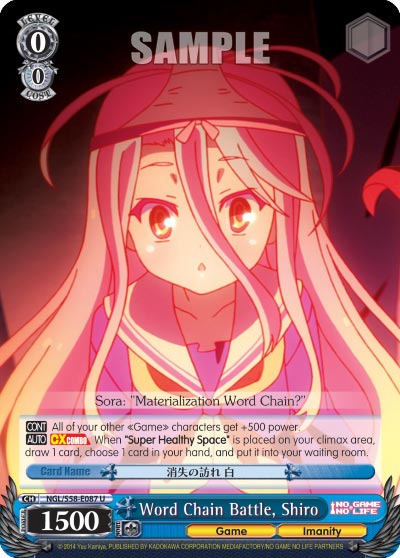 LEVEL
0
SAMPLE
0
COST
Sora: "Materialization Word Chain?"
CONT All of your other «Game» characters get +500 power.
AUTO CX COMBO When "Super Healthy Space" is placed on your climax area,
draw 1 card, choose 1 card in your hand, and put it into your waiting room.
Card Name 消失の訪れ 白
CH NGL/S58-E087 U
1500 Word Chain Battle, Shiro NO GAME NO LIFE
Game Imanity
© 2014 Yuu Kamiya, PUBLISHED BY KADOKAWA CORPORATION MEDIAFACTORY/NO GAME NO LIFE PARTNERS